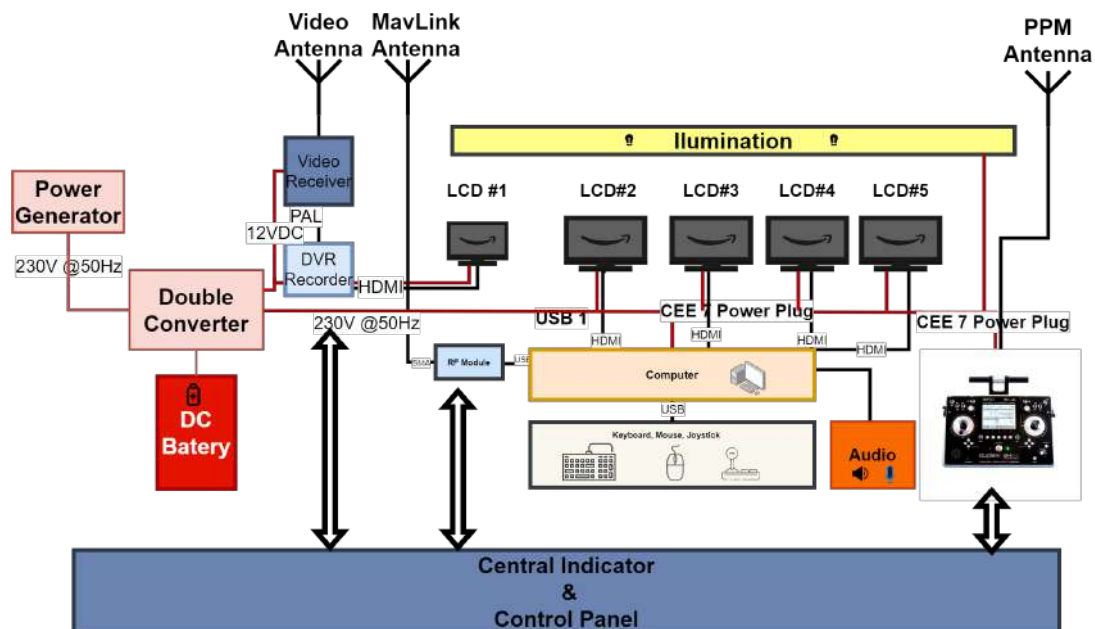 Video
Antenna
MavLink
Antenna
PPM
Antenna
Ilumination
Video
Receiver
LCD #1
LCD#2
LCD#3
LCD#4
LCD#5
Power
Generator
PAL
12VDC
230V @50Hz
DVR
Recorder
HDMI
Double
Converter
230V @50Hz
USB 1
CEE 7 Power Plug
CEE 7 Power Plug
HDMI
HDMI
HDMI
HDMI
SMA
RF Module
USB
Computer
USB
DC
Batery
Keyboard, Mouse, Joystick
Audio
Central Indicator
&
Control Panel